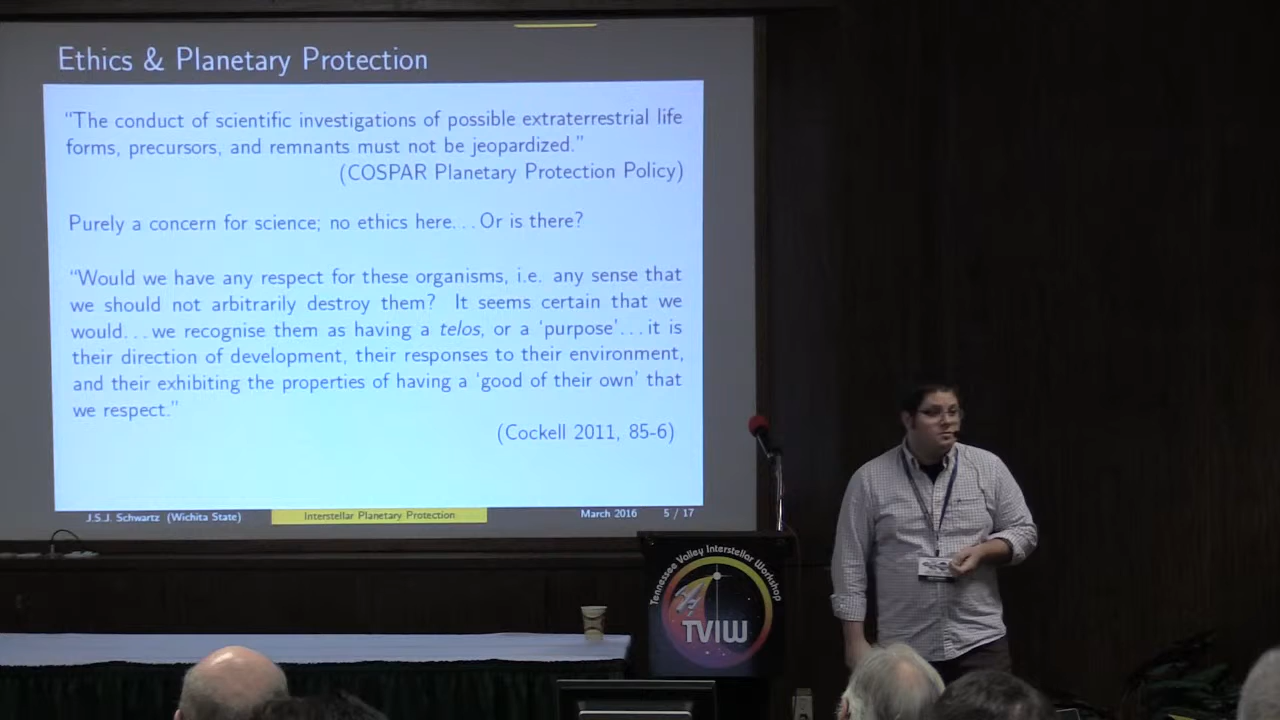 Ethics & Planetary Protection
“The conduct of scientific investigations of possible extraterrestrial life
forms, precursors, and remnants must not be jeopardized.”
(COSPAR Planetary Protection Policy)
Purely a concern for science; no ethics here. . . Or is there?
“Would we have any respect for these organisms, i.e. any sense that
we should not arbitrarily destroy them? It seems certain that we
would. . . we recognise them as having a telos, or a ‘purpose’. . . it is
their direction of development, their responses to their environment,
and their exhibiting the properties of having a ‘good of their own’ that
we respect.”
(Cockell 2011, 85-6)
J.S.J. Schwartz (Wichita State)
Interstellar Planetary Protection
March 2016
5 / 17
Tennessee Valley Interstellar Workshop
TVIW